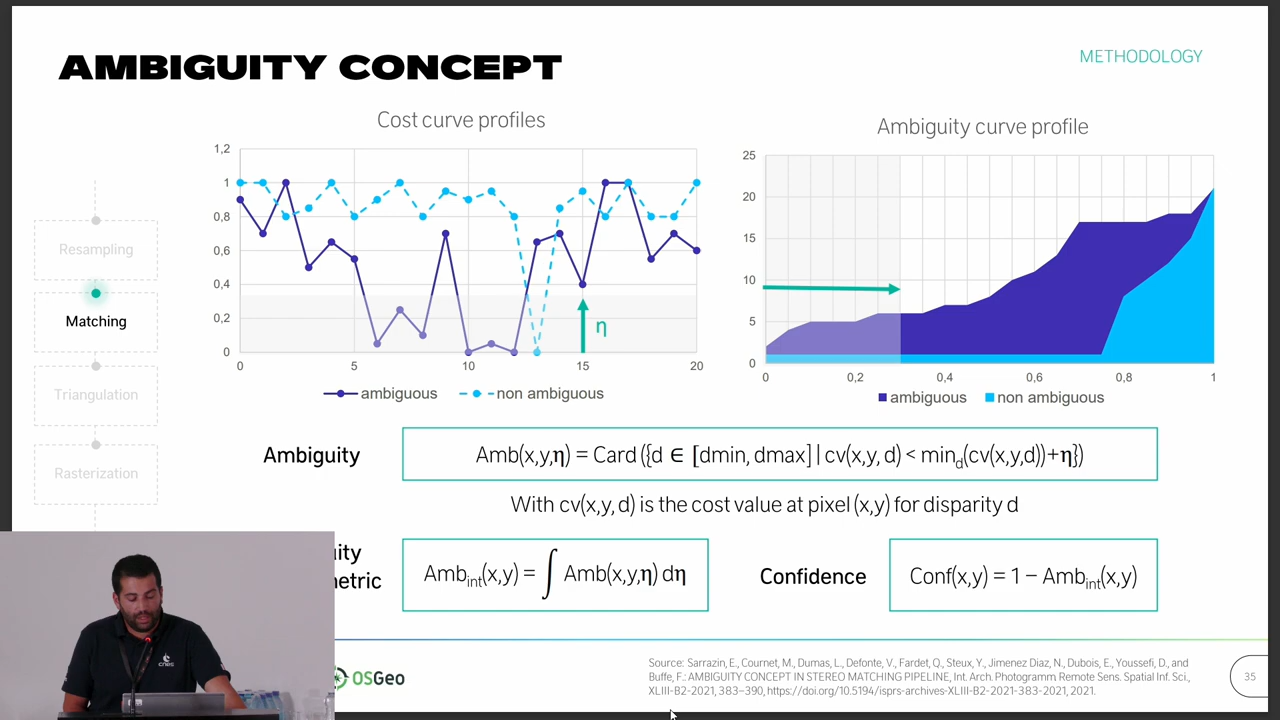 AMBIGUITY CONCEPT
METHODOLOGY
Cost curve profiles
Ambiguity curve profile
1,2
1
0,8
0,6
0,4
0,2
0
0
5
10
15
20
η
ambiguous
non ambiguous
25
20
15
10
5
0
0
0,2
0,4
0,6
0,8
1
ambiguous
non ambiguous
Resampling
Matching
Triangulation
Rasterization
Ambiguity
Amb(x,y,η) = Card ({d ∈ [dmin, dmax] | cv(x,y, d) < min_d(cv(x,y,d))+η})
With cv(x,y, d) is the cost value at pixel (x,y) for disparity d
Amb_int(x,y) = ∫ Amb(x,y,η) dη
Confidence
Conf(x,y) = 1 – Amb_int(x,y)
cnes
OSGeo
Source: Sarrazin, E., Cournet, M., Dumas, L., Defonte, V., Fardet, Q., Steux, Y., Jimenez Diaz, N., Dubois, E., Youssefi, D., and
Buffe, F.: AMBIGUITY CONCEPT IN STEREO MATCHING PIPELINE, Int. Arch. Photogramm. Remote Sens. Spatial Inf. Sci.,
XLIII-B2-2021, 383–390, https://doi.org/10.5194/isprs-archives-XLIII-B2-2021-383-2021, 2021.
35